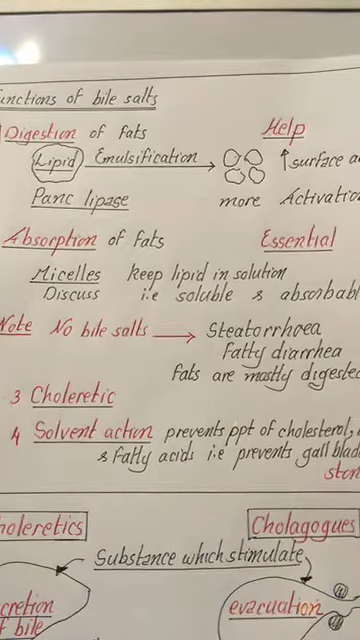 unctions of bile salts
Digestion of fats Help
Lipid Emulsification → ↑surface a
Panc lipase more Activatio
Absorption of fats Essential
Micelles keep lipid in solution
Discuss i.e soluble & absorbabl
Note No bile salts → Steatorrhoea
Fatty diarrhea
fats are mostly digested
3 Choleretic
4 Solvent action prevents ppt of cholesterol,
& fatty acids i.e prevents gall blad
ston
holeretics Cholagogues
Substance which stimulate
cretion evacuation
f bile